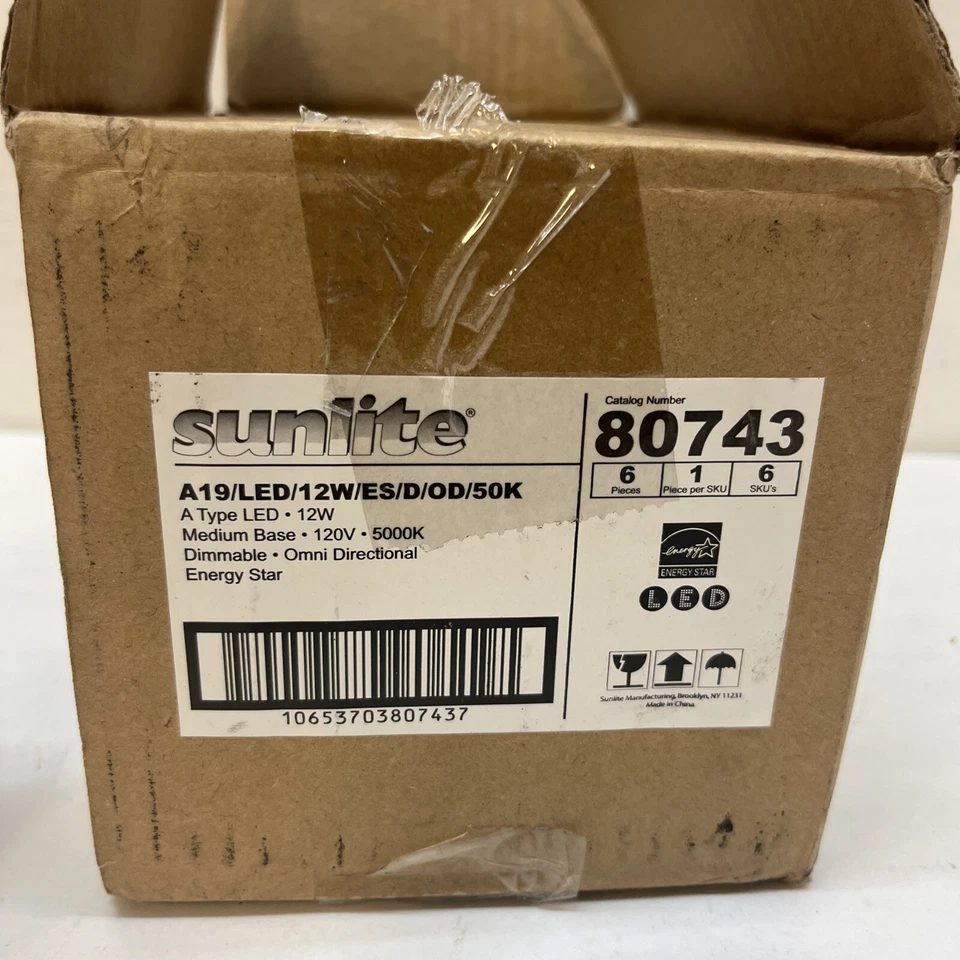 sunlite®
A19/LED/12W/ES/D/OD/50K
A Type LED • 12W
Medium Base • 120V • 5000K
Dimmable • Omni Directional
Energy Star
10653703807437
Catalog Number
80743
6 1 6
Pieces Piece per SKU SKU's
energy
ENERGY STAR
LED
Sunlite Manufacturing, Brooklyn, NY 11231
Made in China